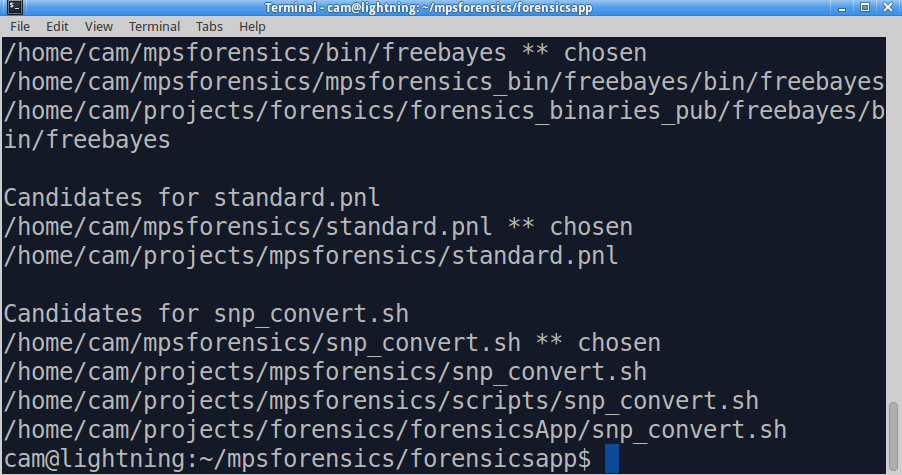 Terminal - cam@lightning: ~/mpsforensics/forensicsapp
File Edit View Terminal Tabs Help
/home/cam/mpsforensics/bin/freebayes ** chosen
/home/cam/mpsforensics/mpsforensics_bin/freebayes/bin/freebayes
/home/cam/projects/forensics/forensics_binaries_pub/freebayes/b
in/freebayes

Candidates for standard.pnl
/home/cam/mpsforensics/standard.pnl ** chosen
/home/cam/projects/mpsforensics/standard.pnl

Candidates for snp_convert.sh
/home/cam/mpsforensics/snp_convert.sh ** chosen
/home/cam/projects/mpsforensics/snp_convert.sh
/home/cam/projects/mpsforensics/scripts/snp_convert.sh
/home/cam/projects/forensics/forensicsApp/snp_convert.sh
cam@lightning:~/mpsforensics/forensicsapp$